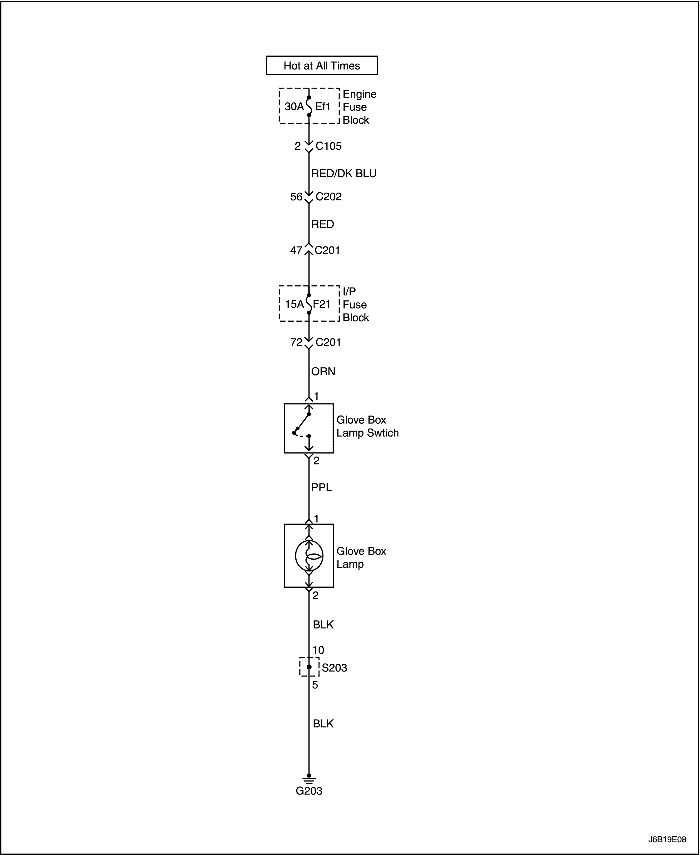 Hot at All Times
30A Ef1
Engine
Fuse
Block
2 C105
RED/DK BLU
56 C202
RED
47 C201
15A F21
I/P
Fuse
Block
72 C201
ORN
1
Glove Box
Lamp Swtich
2
PPL
1
Glove Box
Lamp
2
BLK
10
S203
5
BLK
G203
J6B19E08